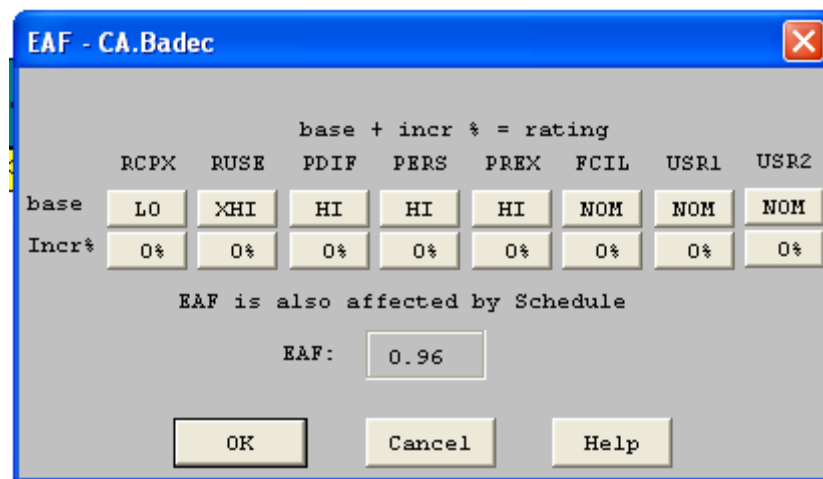 EAF - CA.Badec
base + incr % = rating
RCPX RUSE PDIF PERS PREX FCIL USR1 USR2
base LO XHI HI HI HI NOM NOM NOM
Incr% 0% 0% 0% 0% 0% 0% 0% 0%
EAF is also affected by Schedule
EAF: 0.96
OK Cancel Help